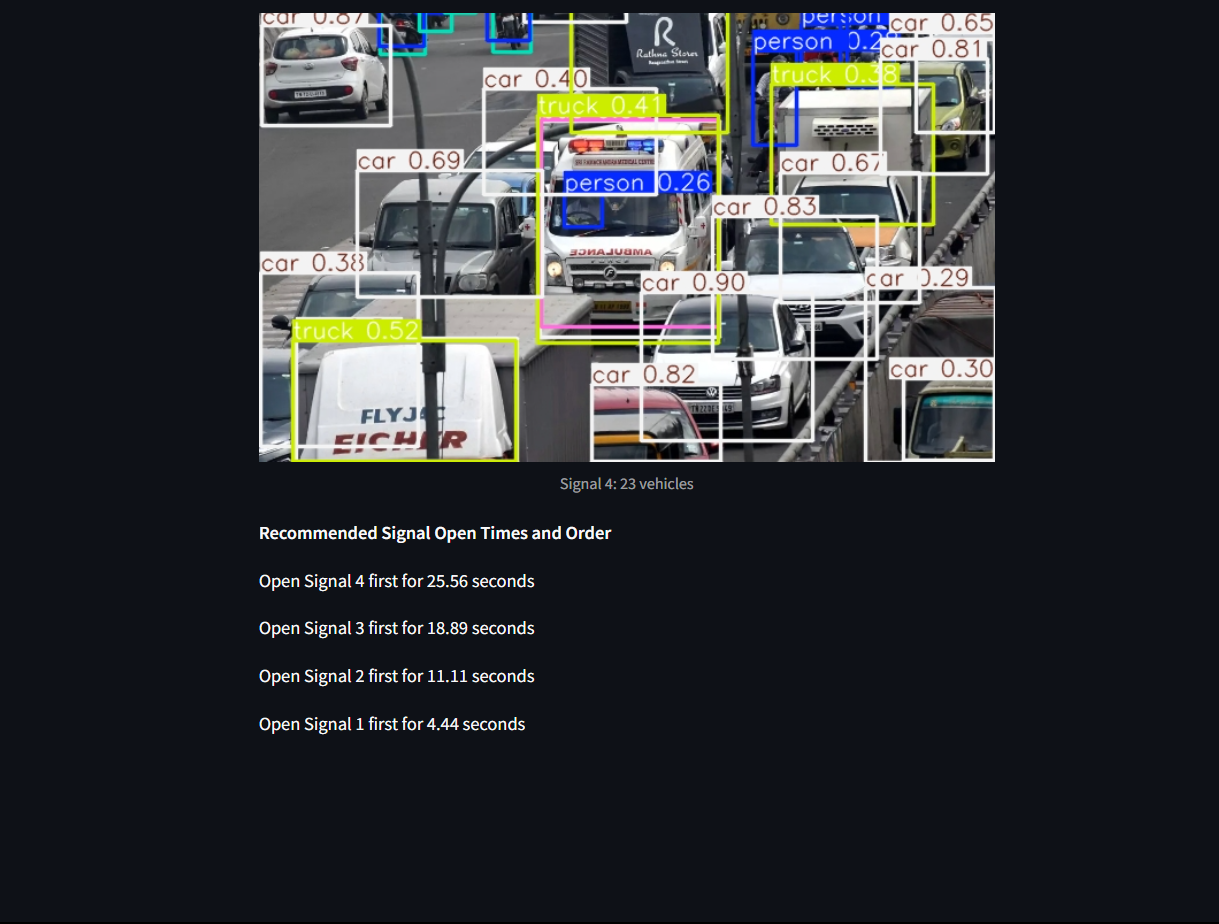 car 0.87
person
car 0.65
R
Rathna Stores
person 0.2
car 0.81
car 0.40
truck 0.38
truck 0.41
SRI RAMACHANDRA MEDICAL CENTRE
car 0.69
car 0.67
person 0.26
car 0.83
AMBULANCE
car 0.38
car 0.90
car 0.29
truck 0.52
car 0.82
car 0.30
FLYJAC
EICHER
Signal 4: 23 vehicles
Recommended Signal Open Times and Order
Open Signal 4 first for 25.56 seconds
Open Signal 3 first for 18.89 seconds
Open Signal 2 first for 11.11 seconds
Open Signal 1 first for 4.44 seconds